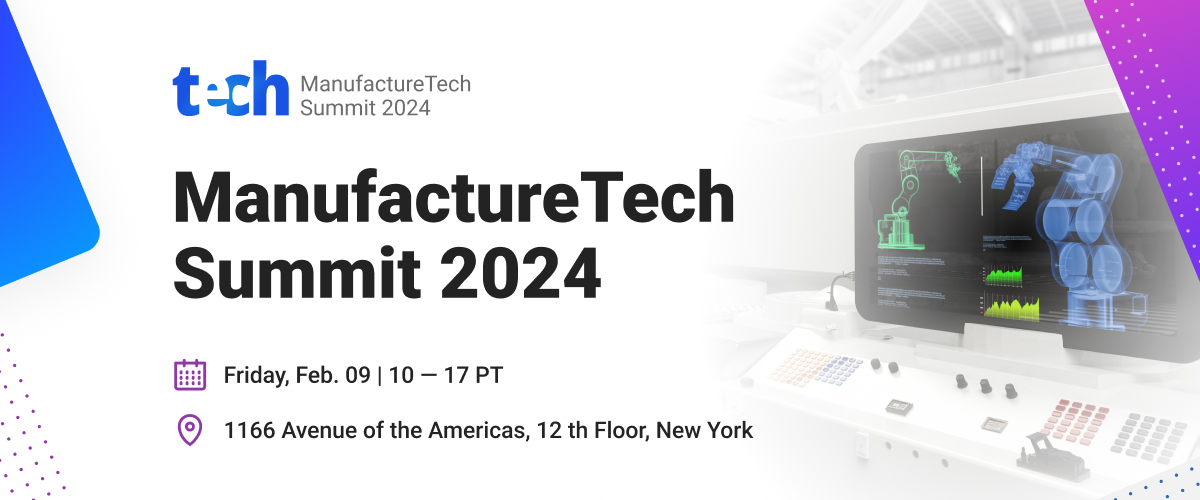 tech
ManufactureTech
Summit 2024
ManufactureTech
Summit 2024
Friday, Feb. 09 | 10 — 17 PT
1166 Avenue of the Americas, 12 th Floor, New York